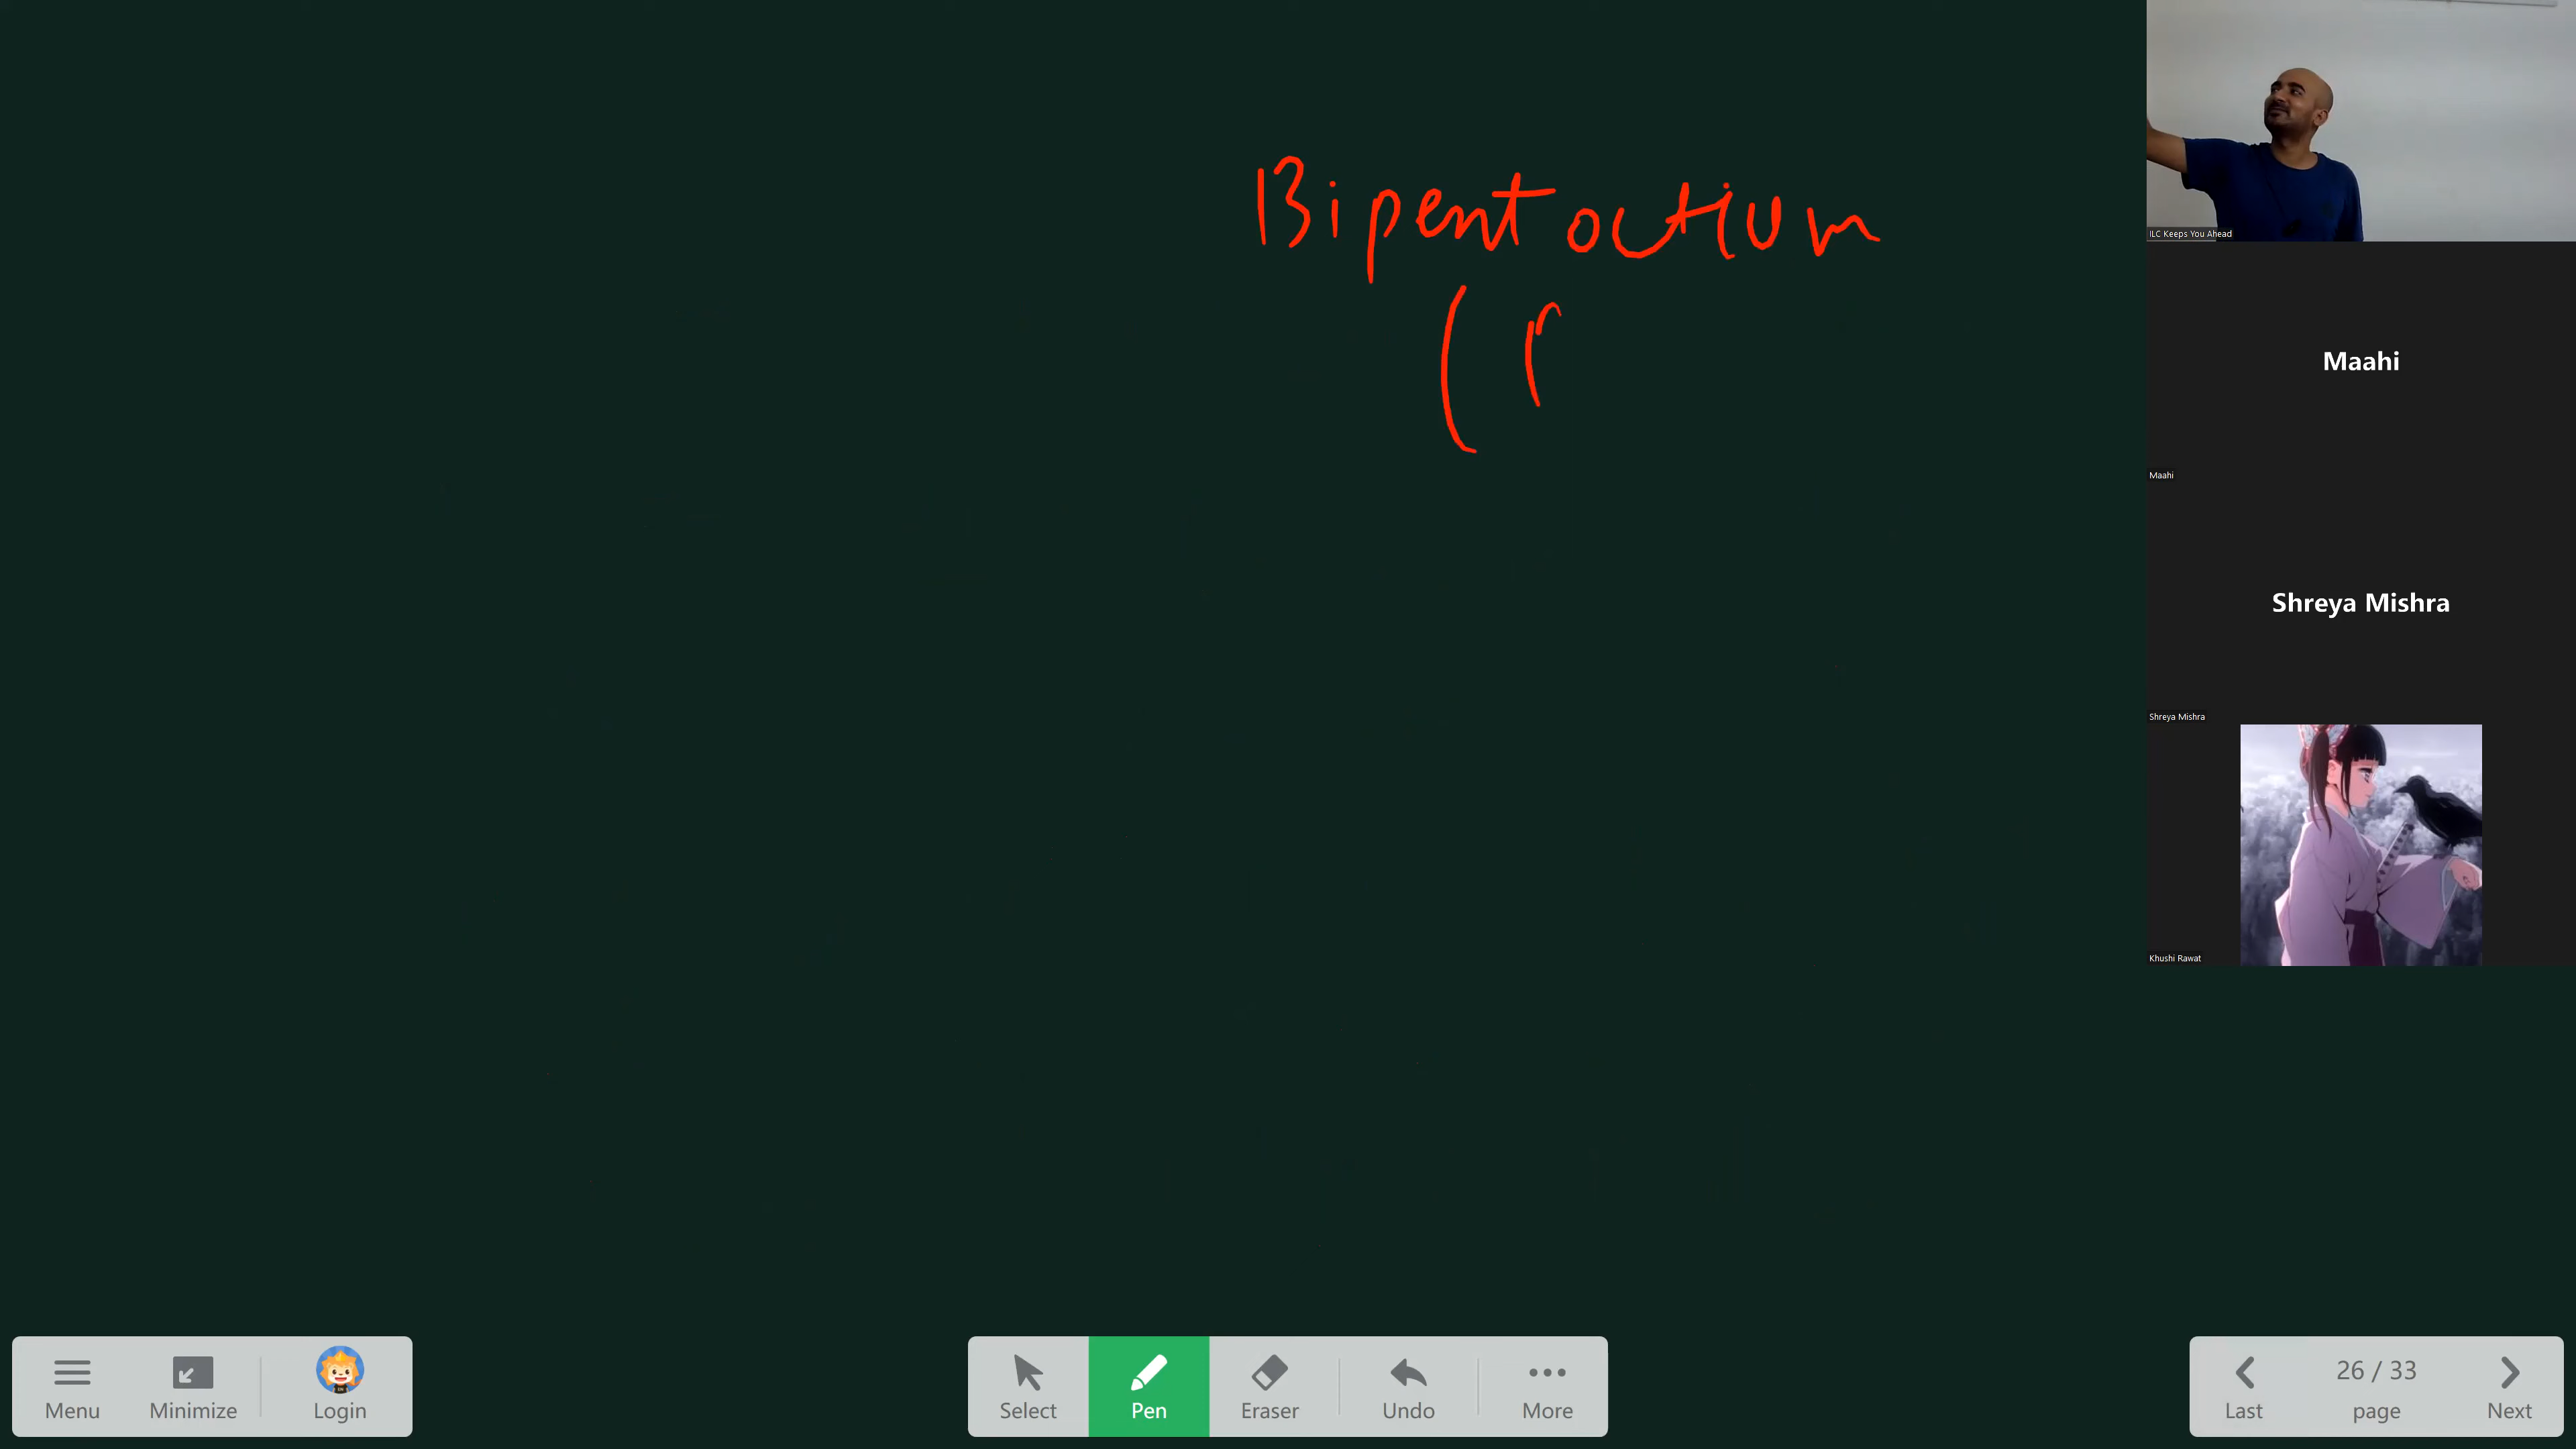 Bipentoctium
(
ILC Keeps You Ahead
Maahi
Maahi
Shreya Mishra
Shreya Mishra
Khushi Rawat
Menu
Minimize
Login
Select
Pen
Eraser
Undo
More
Last
26 / 33
page
Next